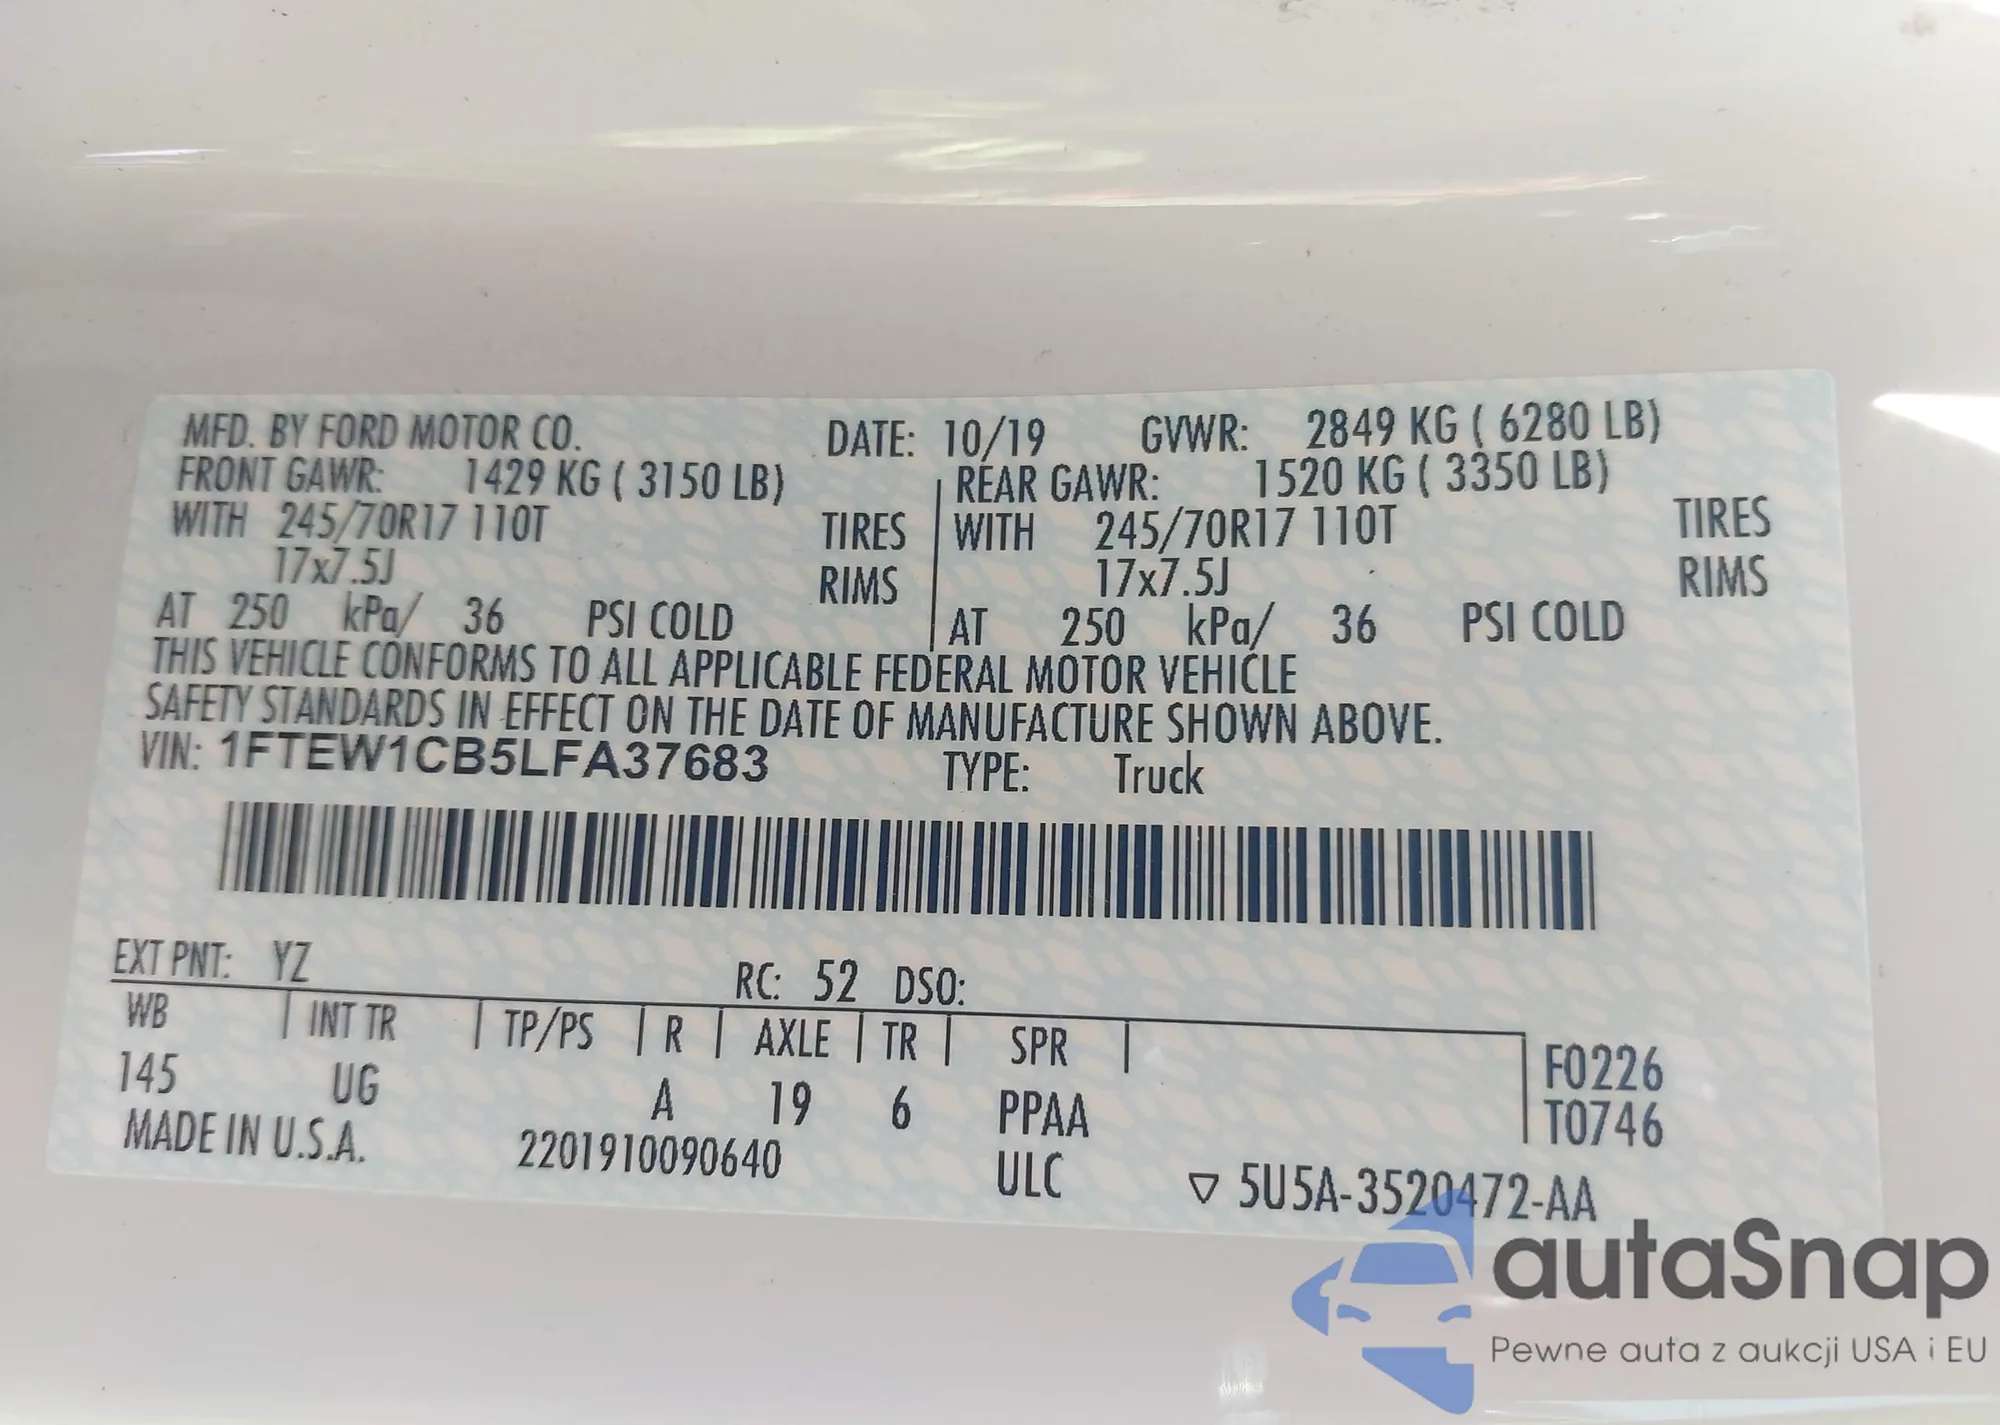 MFD. BY FORD MOTOR CO. DATE: 10/19 GVWR: 2849 KG ( 6280 LB)
FRONT GAWR: 1429 KG ( 3150 LB) REAR GAWR: 1520 KG ( 3350 LB)
WITH 245/70R17 110T TIRES WITH 245/70R17 110T TIRES
17x7.5J RIMS 17x7.5J RIMS
AT 250 kPa/ 36 PSI COLD AT 250 kPa/ 36 PSI COLD
THIS VEHICLE CONFORMS TO ALL APPLICABLE FEDERAL MOTOR VEHICLE
SAFETY STANDARDS IN EFFECT ON THE DATE OF MANUFACTURE SHOWN ABOVE.
VIN: 1FTEW1CB5LFA37683 TYPE: Truck
EXT PNT: YZ RC: 52 DSO:
WB INT TR TP/PS R AXLE TR SPR F0226
145 UG A 19 6 PPAA T0746
MADE IN U.S.A. 2201910090640 ULC ▽ 5U5A-3520472-AA
autaSnap
Pewne auta z aukcji USA i EU